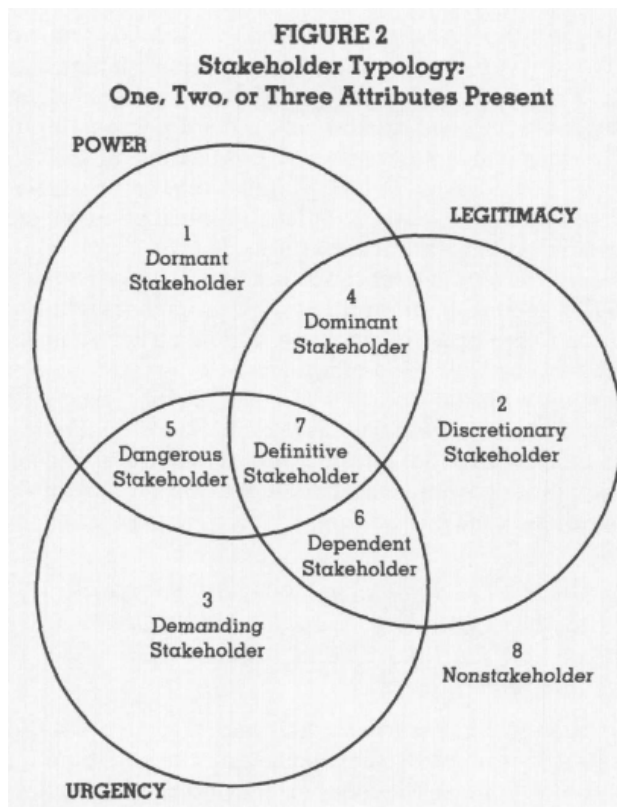 FIGURE 2
Stakeholder Typology:
One, Two, or Three Attributes Present
POWER
LEGITIMACY
1
Dormant
Stakeholder
4
Dominant
Stakeholder
2
Discretionary
Stakeholder
5
Dangerous
Stakeholder
7
Definitive
Stakeholder
6
Dependent
Stakeholder
3
Demanding
Stakeholder
8
Nonstakeholder
URGENCY